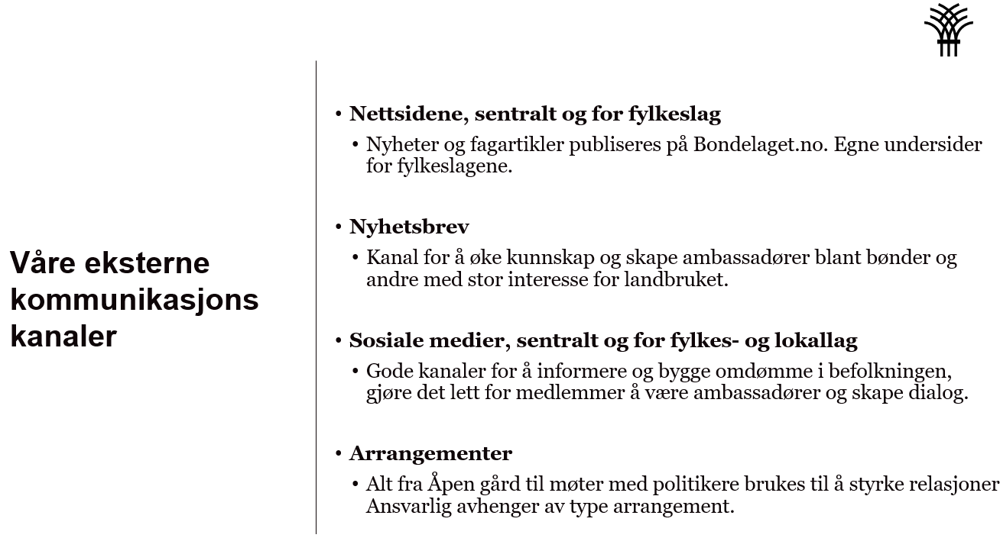 Våre eksterne
kommunikasjons
kanaler
• Nettsidene, sentralt og for fylkeslag
• Nyheter og fagartikler publiseres på Bondelaget.no. Egne undersider
for fylkeslagene.
• Nyhetsbrev
• Kanal for å øke kunnskap og skape ambassadører blant bønder og
andre med stor interesse for landbruket.
• Sosiale medier, sentralt og for fylkes- og lokallag
• Gode kanaler for å informere og bygge omdømme i befolkningen,
gjøre det lett for medlemmer å være ambassadører og skape dialog.
• Arrangementer
• Alt fra Åpen gård til møter med politikere brukes til å styrke relasjoner
Ansvarlig avhenger av type arrangement.